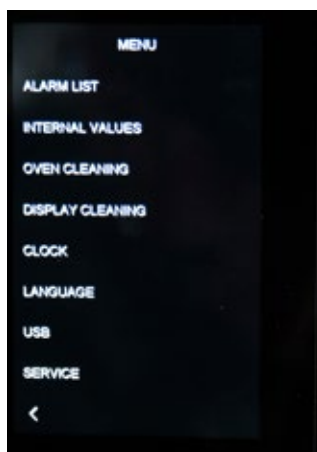 MENU
ALARM LIST
INTERNAL VALUES
OVEN CLEANING
DISPLAY CLEANING
CLOCK
LANGUAGE
USB
SERVICE
<